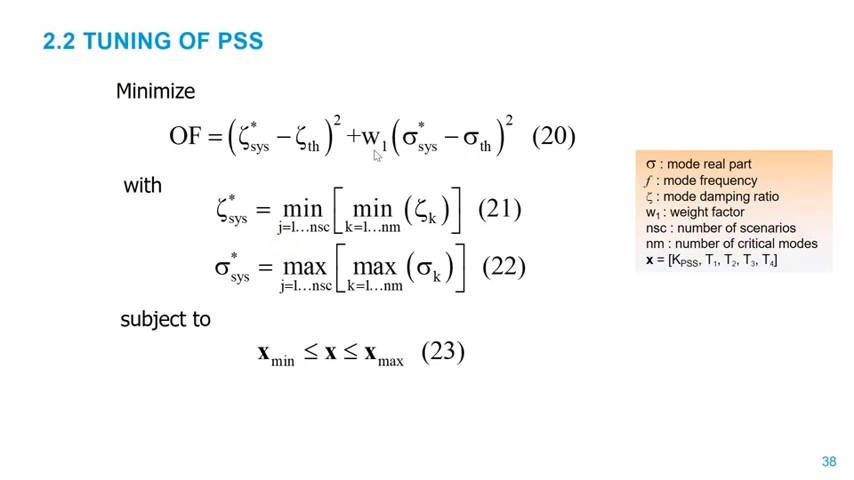 2.2 TUNING OF PSS
Minimize
OF = (ζ*sys − ζth)² +w₁(σ*sys − σth)² (20)
with
ζ*sys = min j=1…nsc [ min k=1…nm (ζk) ] (21)
σ*sys = max j=1…nsc [ max k=1…nm (σk) ] (22)
subject to
xmin ≤ x ≤ xmax (23)
σ : mode real part
f : mode frequency
ζ : mode damping ratio
w₁ : weight factor
nsc : number of scenarios
nm : number of critical modes
x = [KPSS, T₁, T₂, T₃, T₄]
38